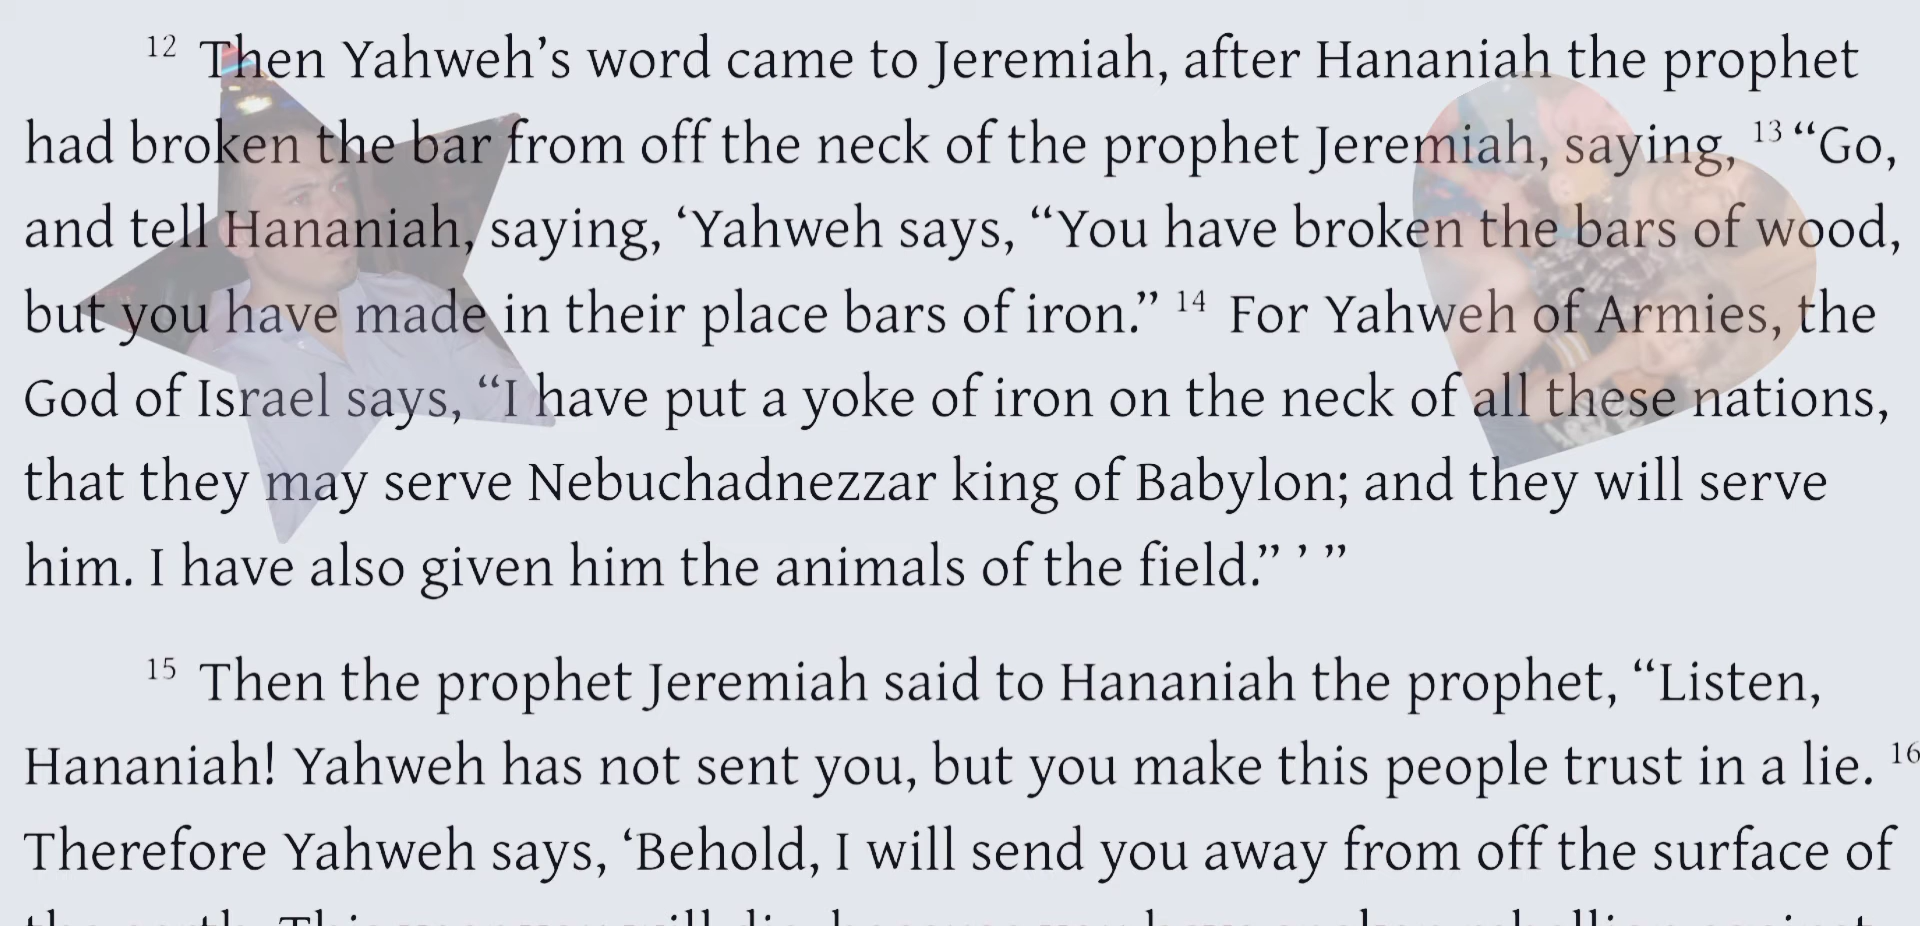 12 Then Yahweh’s word came to Jeremiah, after Hananiah the prophet
had broken the bar from off the neck of the prophet Jeremiah, saying, 13 “Go,
and tell Hananiah, saying, ‘Yahweh says, “You have broken the bars of wood,
but you have made in their place bars of iron.” 14 For Yahweh of Armies, the
God of Israel says, “I have put a yoke of iron on the neck of all these nations,
that they may serve Nebuchadnezzar king of Babylon; and they will serve
him. I have also given him the animals of the field.” ’ ”
15 Then the prophet Jeremiah said to Hananiah the prophet, “Listen,
Hananiah! Yahweh has not sent you, but you make this people trust in a lie. 16
Therefore Yahweh says, ‘Behold, I will send you away from off the surface of